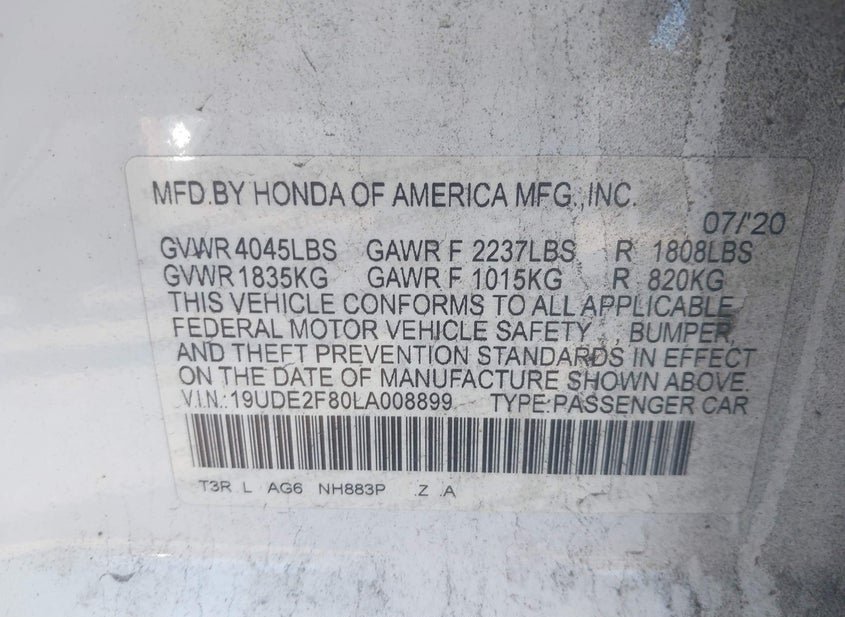 MFD.BY HONDA OF AMERICA MFG.,INC.
07/'20
GVWR 4045LBS GAWR F 2237LBS R 1808LBS
GVWR 1835KG GAWR F 1015KG R 820KG
THIS VEHICLE CONFORMS TO ALL APPLICABLE
FEDERAL MOTOR VEHICLE SAFETY , BUMPER,
AND THEFT PREVENTION STANDARDS IN EFFECT
ON THE DATE OF MANUFACTURE SHOWN ABOVE.
V.I.N.:19UDE2F80LA008899 TYPE:PASSENGER CAR
T3R L AG6 NH883P .Z .A